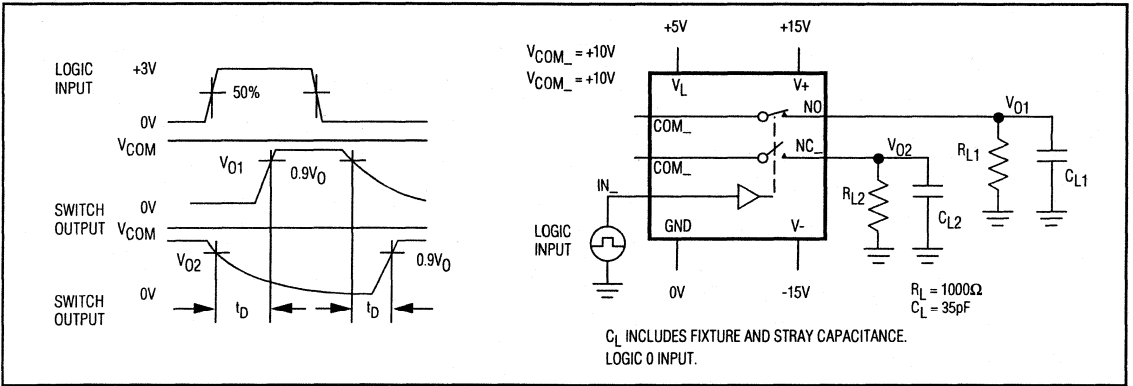 LOGIC INPUT
+3V
50%
0V
VCOM
VO1
0.9VO
SWITCH OUTPUT
0V
VCOM
VO2
0.9VO
SWITCH OUTPUT
0V
tD
tD
+5V
+15V
VCOM_ = +10V
VCOM_ = +10V
VL
V+
NO
COM_
VO1
COM_
NC_
VO2
RL1
CL1
IN_
RL2
CL2
LOGIC INPUT
GND
V-
0V
-15V
RL = 1000Ω
CL = 35pF
CL INCLUDES FIXTURE AND STRAY CAPACITANCE.
LOGIC 0 INPUT.